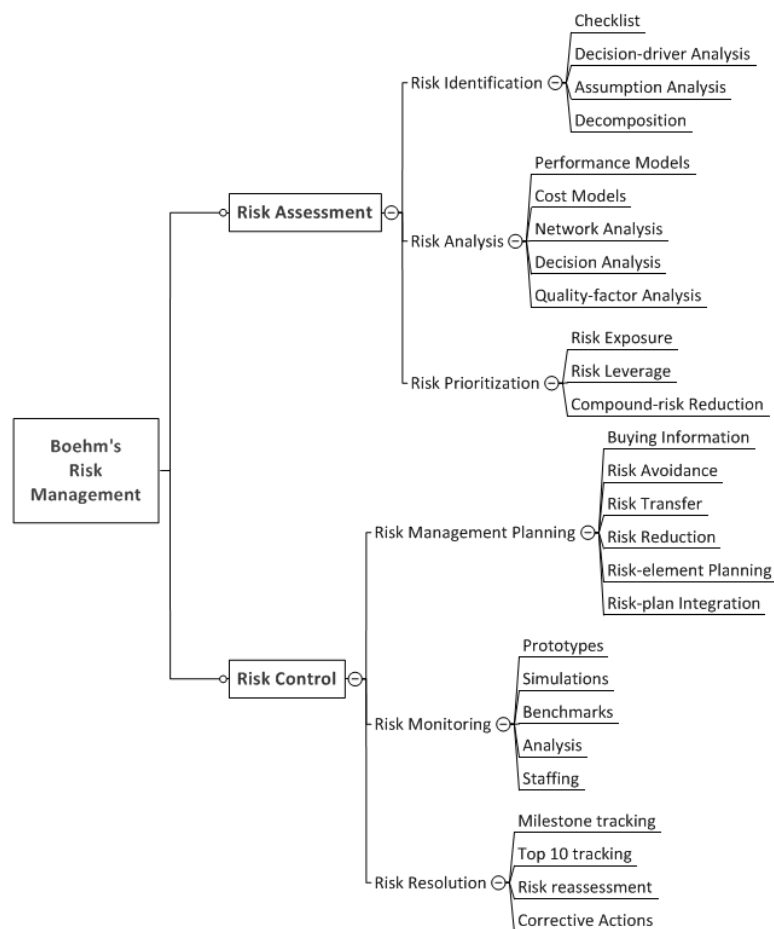 Boehm's
Risk
Management
Risk Assessment
Risk Identification
Checklist
Decision-driver Analysis
Assumption Analysis
Decomposition
Risk Analysis
Performance Models
Cost Models
Network Analysis
Decision Analysis
Quality-factor Analysis
Risk Prioritization
Risk Exposure
Risk Leverage
Compound-risk Reduction
Risk Control
Risk Management Planning
Buying Information
Risk Avoidance
Risk Transfer
Risk Reduction
Risk-element Planning
Risk-plan Integration
Risk Monitoring
Prototypes
Simulations
Benchmarks
Analysis
Staffing
Risk Resolution
Milestone tracking
Top 10 tracking
Risk reassessment
Corrective Actions